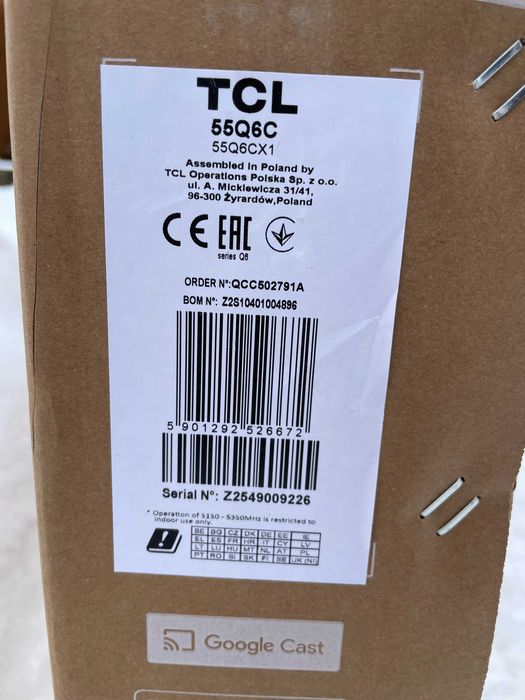 TCL
55Q6C
55Q6CX1
Assembled in Poland by
TCL Operations Polska Sp. z o.o.
ul. A. Mickiewicza 31/41,
96-300 Żyrardów,Poland
CE EAC
series Q6
ORDER N°:QCC502791A
BOM N°: Z2S10401004896
5 901292 526672
Serial N°: Z2549009226
* Operation of 5150 - 5350MHz is restricted to
indoor use only.
BE BG CZ DK DE EE IE
EL ES FR HR IT CY LV
LT LU HU MT NL AT PL
PT RO SI SK FI SE UK (NI)
Google Cast